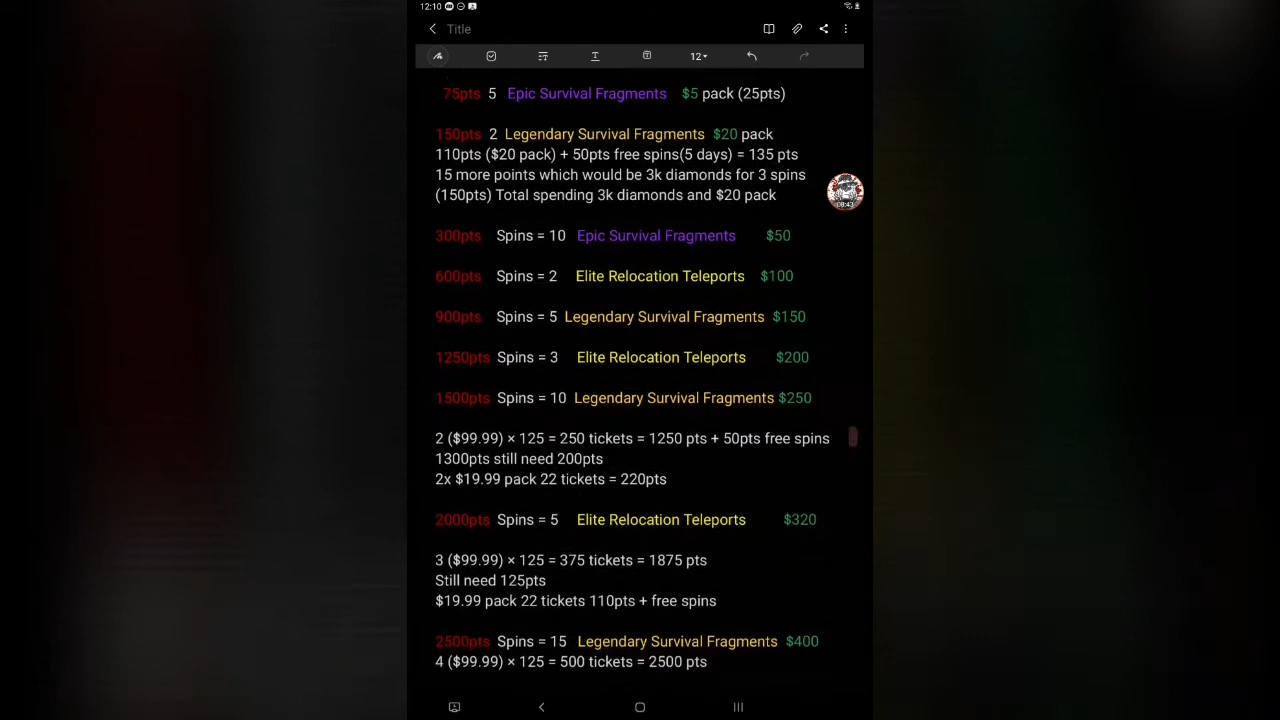 12:10
Title
12
75pts 5 Epic Survival Fragments $5 pack (25pts)
150pts 2 Legendary Survival Fragments $20 pack
110pts ($20 pack) + 50pts free spins(5 days) = 135 pts
15 more points which would be 3k diamonds for 3 spins
(150pts) Total spending 3k diamonds and $20 pack
08:43
300pts Spins = 10 Epic Survival Fragments $50
600pts Spins = 2 Elite Relocation Teleports $100
900pts Spins = 5 Legendary Survival Fragments $150
1250pts Spins = 3 Elite Relocation Teleports $200
1500pts Spins = 10 Legendary Survival Fragments $250
2 ($99.99) × 125 = 250 tickets = 1250 pts + 50pts free spins
1300pts still need 200pts
2x $19.99 pack 22 tickets = 220pts
2000pts Spins = 5 Elite Relocation Teleports $320
3 ($99.99) × 125 = 375 tickets = 1875 pts
Still need 125pts
$19.99 pack 22 tickets 110pts + free spins
2500pts Spins = 15 Legendary Survival Fragments $400
4 ($99.99) × 125 = 500 tickets = 2500 pts